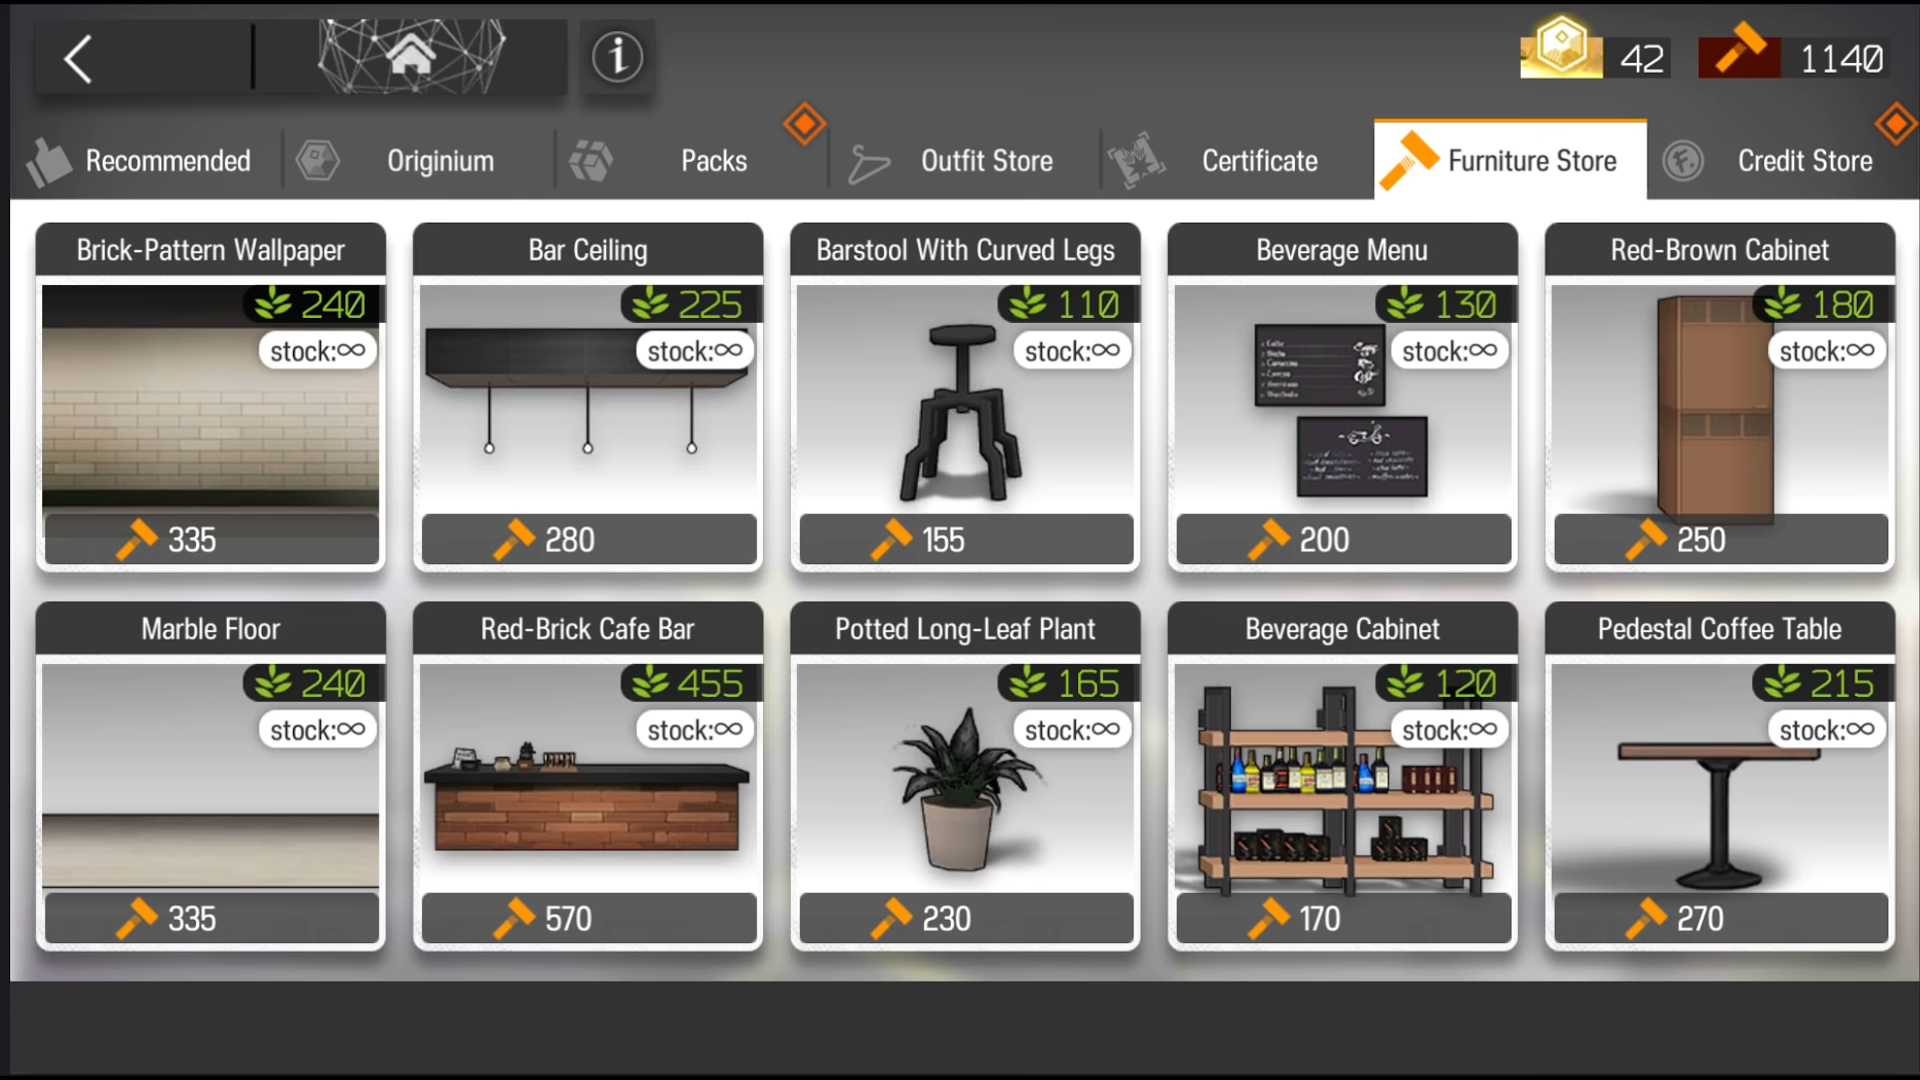 42
1140
Recommended
Originium
Packs
Outfit Store
Certificate
Furniture Store
Credit Store
Brick-Pattern Wallpaper
240
stock:∞
335
Bar Ceiling
225
stock:∞
280
Barstool With Curved Legs
110
stock:∞
155
Beverage Menu
130
stock:∞
200
Red-Brown Cabinet
180
stock:∞
250
Marble Floor
240
stock:∞
335
Red-Brick Cafe Bar
455
stock:∞
570
Potted Long-Leaf Plant
165
stock:∞
230
Beverage Cabinet
120
stock:∞
170
Pedestal Coffee Table
215
stock:∞
270